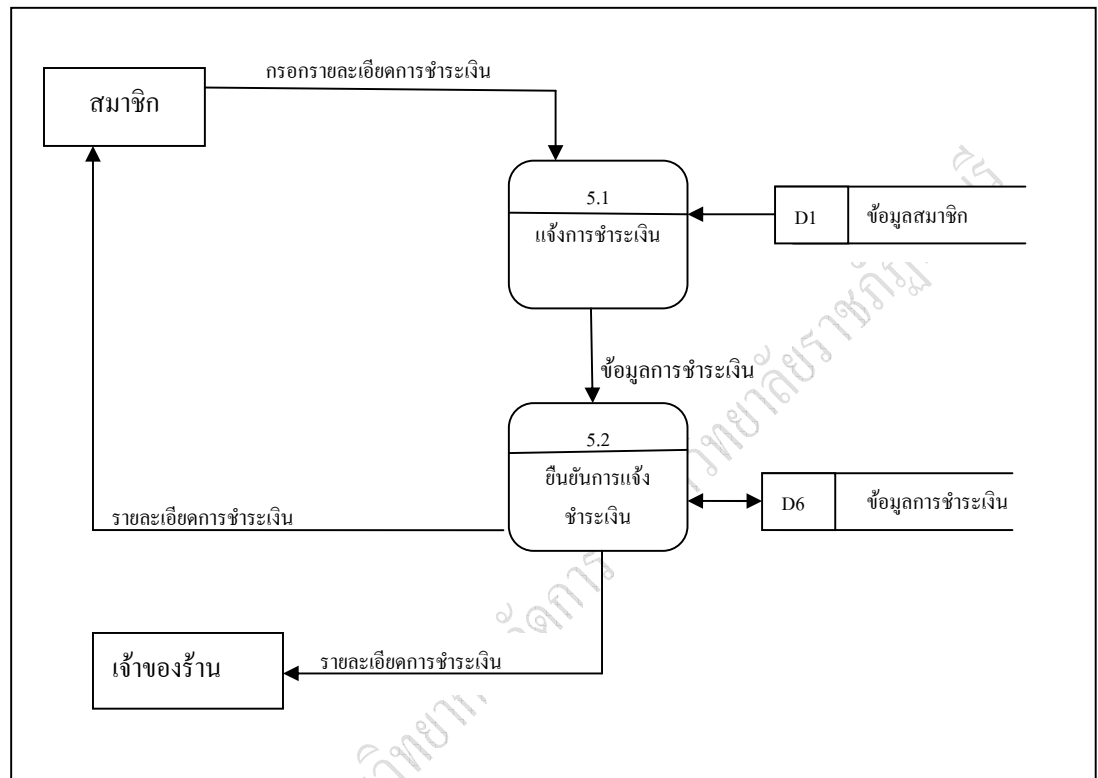 กรอกรายละเอียดการชำระเงิน
สมาชิก
5.1
แจ้งการชำระเงิน
D1
ข้อมูลสมาชิก
ข้อมูลการชำระเงิน
5.2
ยืนยันการแจ้ง
ชำระเงิน
D6
ข้อมูลการชำระเงิน
รายละเอียดการชำระเงิน
เจ้าของร้าน
รายละเอียดการชำระเงิน